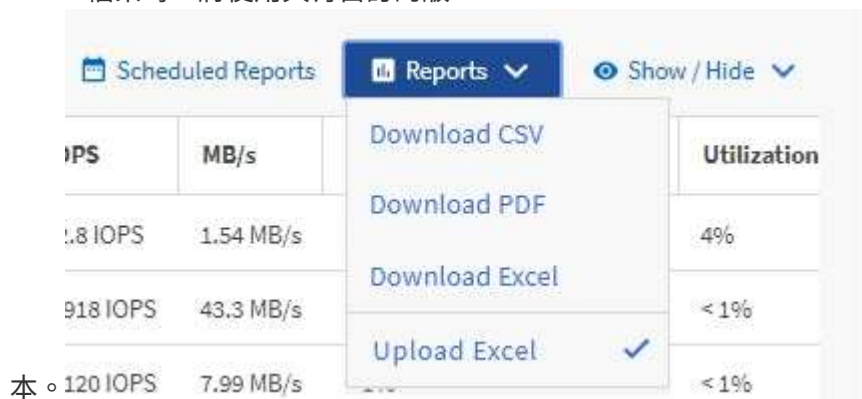 Scheduled Reports Reports Show / Hide
MB/s Utilization
Download CSV
1.54 MB/s 4%
Download PDF
Download Excel
918 IOPS 43.3 MB/s < 1%
Upload Excel
本。120 IOPS 7.99 MB/s < 1%